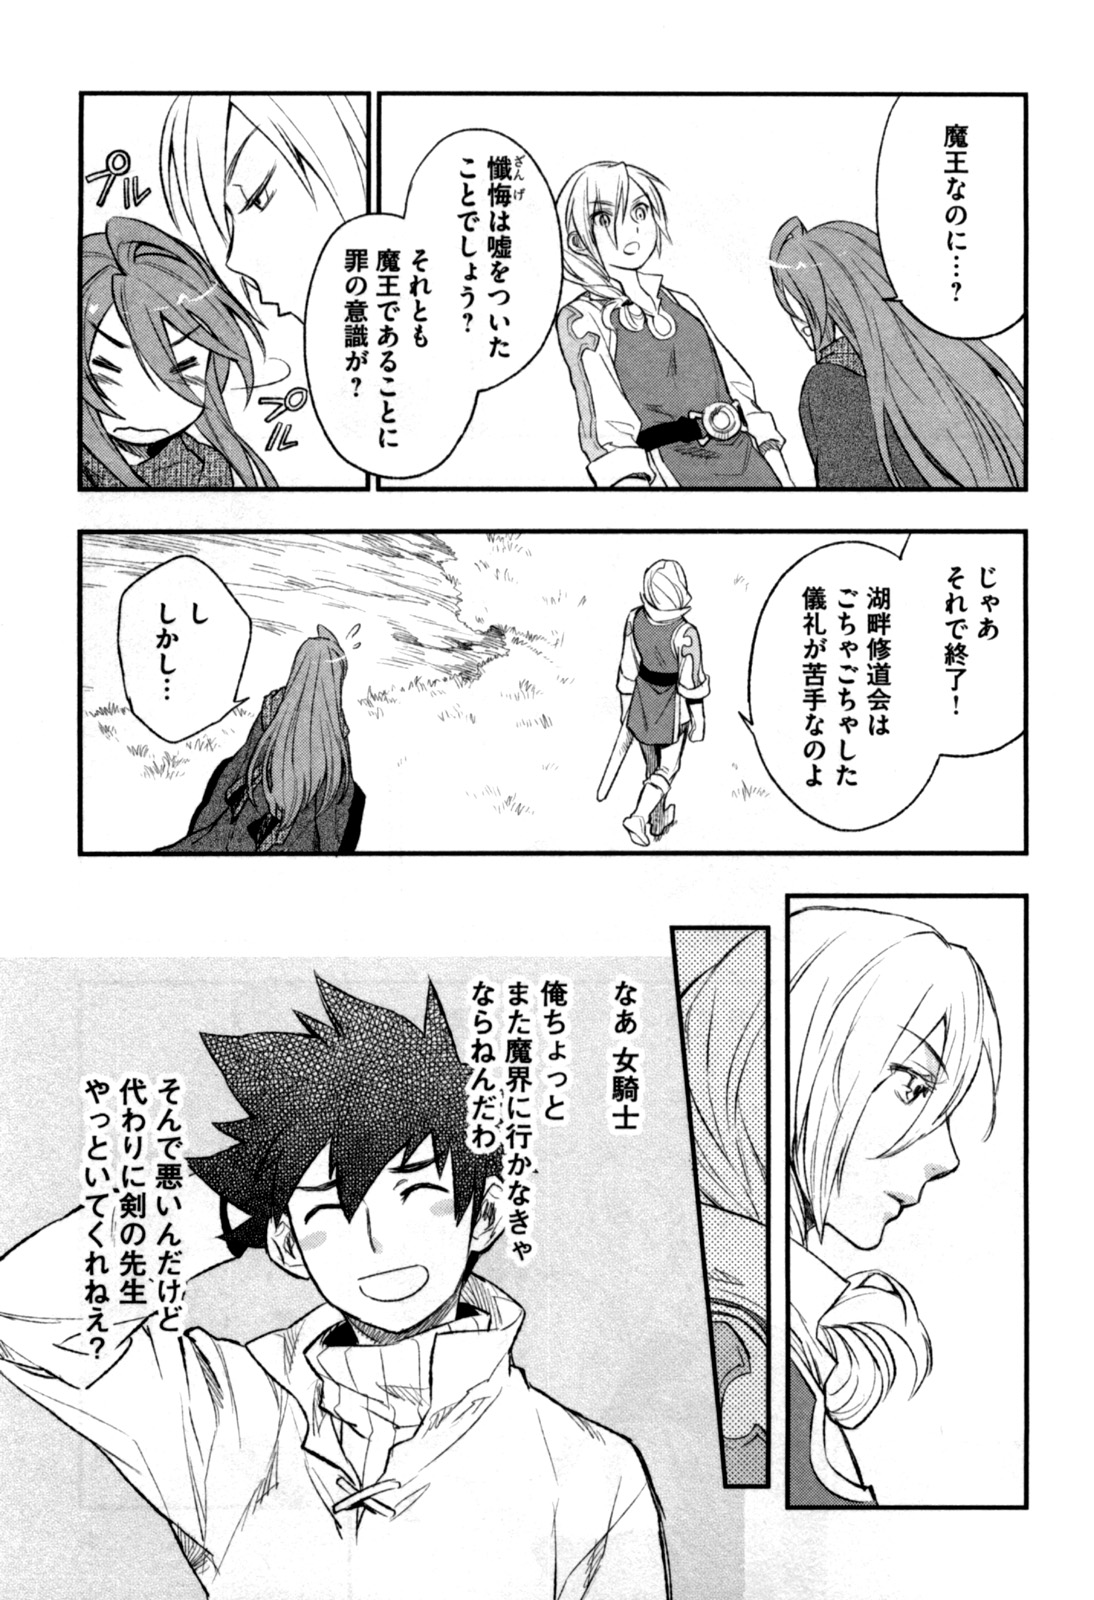 魔王なのに…?
懺悔は嘘をついた
ざんげ
ことでしょう?
それとも
魔王であることに
罪の意識が?
プル
プル
じゃあ
それで終了!
湖畔修道会は
ごちゃごちゃした
儀礼が苦手なのよ
し
しかし…
なぁ 女騎士
俺ちょっと
また魔界に行かなきゃ
ならねんだわ
そんで悪いんだけど
代わりに剣の先生
やっといてくれねえ?